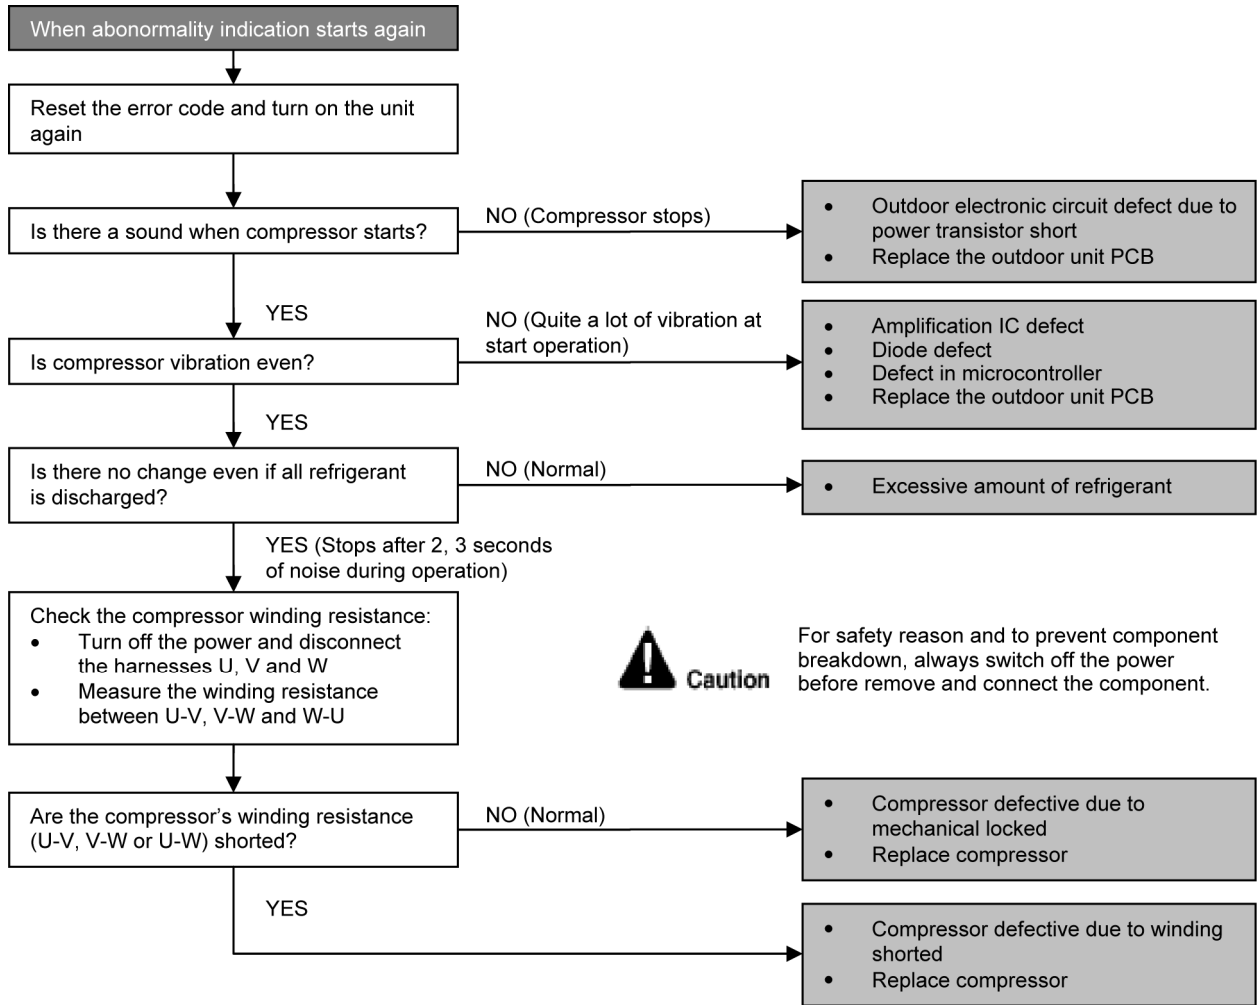 When abonormality indication starts again
Reset the error code and turn on the unit
again
Is there a sound when compressor starts?
NO (Compressor stops)
• Outdoor electronic circuit defect due to
power transistor short
• Replace the outdoor unit PCB
YES
NO (Quite a lot of vibration at
start operation)
Is compressor vibration even?
• Amplification IC defect
• Diode defect
• Defect in microcontroller
• Replace the outdoor unit PCB
YES
Is there no change even if all refrigerant
is discharged?
NO (Normal)
• Excessive amount of refrigerant
YES (Stops after 2, 3 seconds
of noise during operation)
Check the compressor winding resistance:
• Turn off the power and disconnect
the harnesses U, V and W
• Measure the winding resistance
between U-V, V-W and W-U
Caution
For safety reason and to prevent component
breakdown, always switch off the power
before remove and connect the component.
Are the compressor’s winding resistance
(U-V, V-W or U-W) shorted?
NO (Normal)
• Compressor defective due to
mechanical locked
• Replace compressor
YES
• Compressor defective due to winding
shorted
• Replace compressor